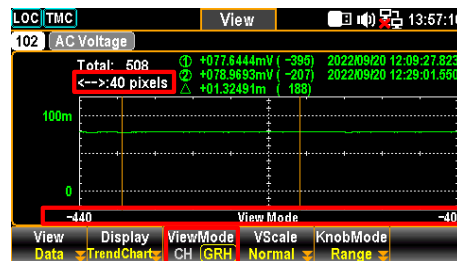 LOC TMC View 13:57:1
102 AC Voltage
Total: 508 ① +077.6444mV ( -395) 2022/09/20 12:09:27.823
<-->:40 pixels ② +078.9693mV ( -207) 2022/09/20 12:29:01.550
△ +01.32491m ( 188)
100m
0
-440 View Mode -40
View Display ViewMode VScale KnobMode
Data TrendChart CH GRH Normal Range